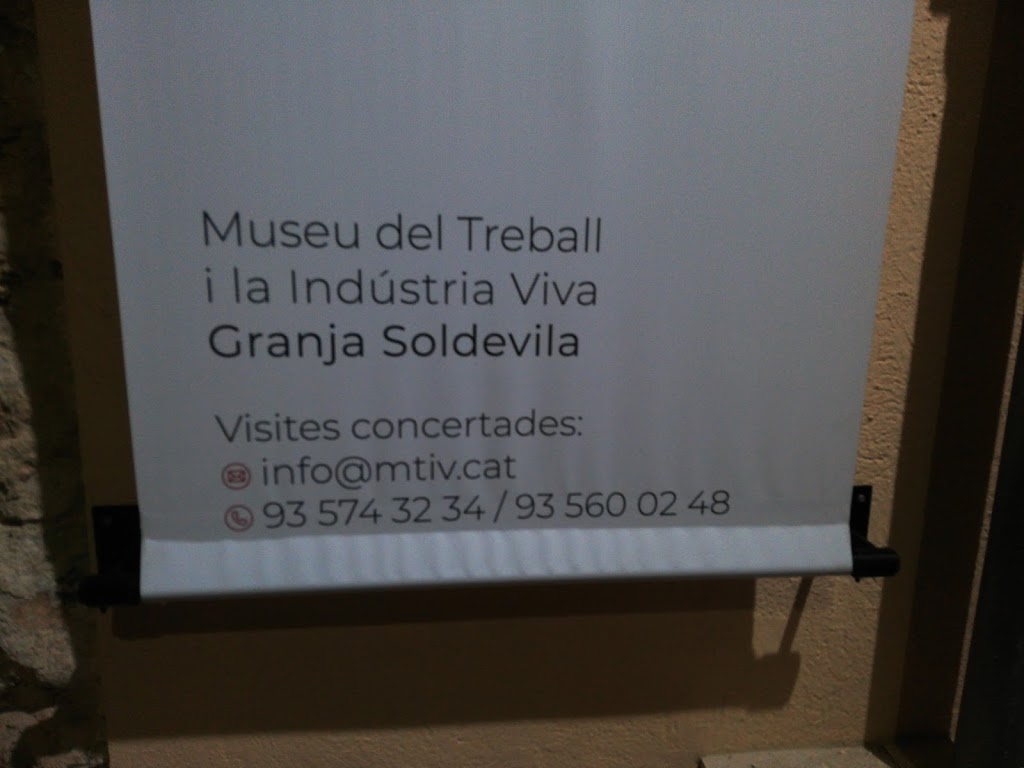 Museu del Treball
i la Indústria Viva
Granja Soldevila
Visites concertades:
info@mtiv.cat
93 574 32 34 / 93 560 02 48